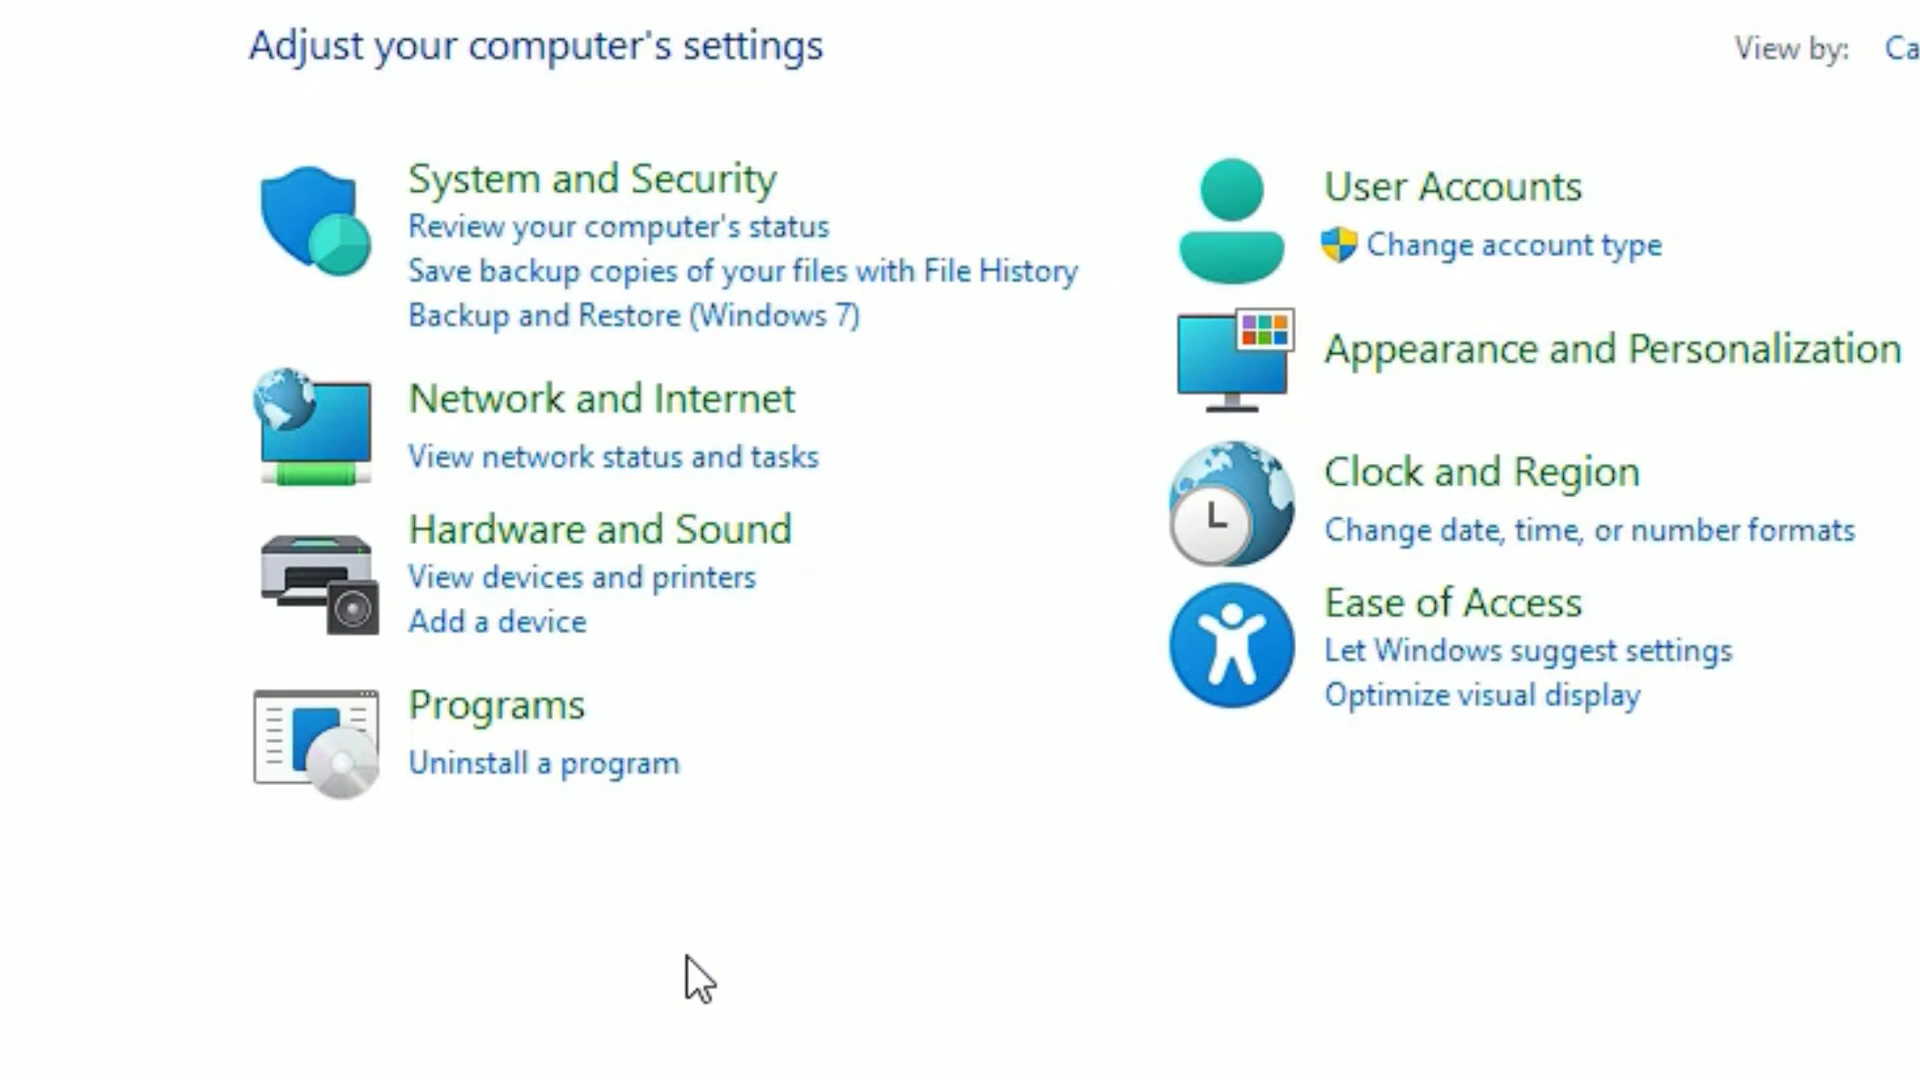 Adjust your computer's settings
View by: Ca
System and Security
Review your computer's status
Save backup copies of your files with File History
Backup and Restore (Windows 7)
Network and Internet
View network status and tasks
Hardware and Sound
View devices and printers
Add a device
Programs
Uninstall a program
User Accounts
Change account type
Appearance and Personalization
Clock and Region
Change date, time, or number formats
Ease of Access
Let Windows suggest settings
Optimize visual display